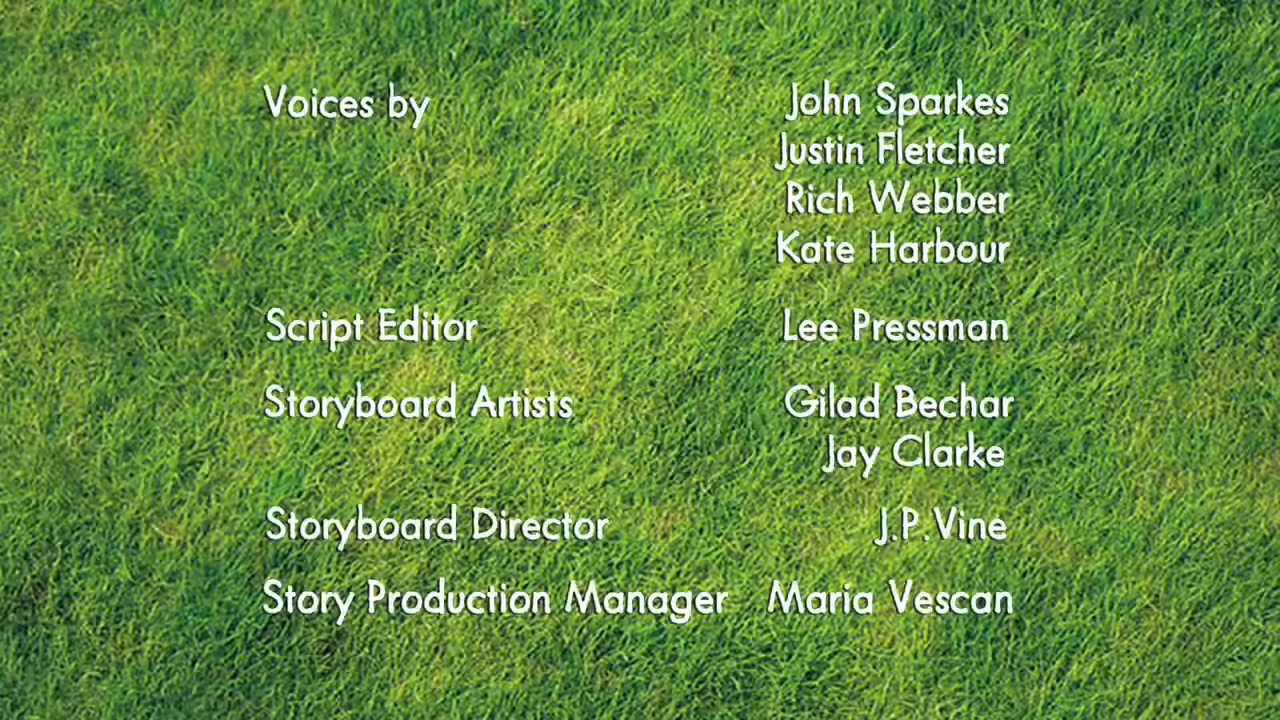 Voices by John Sparkes
Justin Fletcher
Rich Webber
Kate Harbour
Script Editor Lee Pressman
Storyboard Artists Gilad Bechar
Jay Clarke
Storyboard Director J.P.Vine
Story Production Manager Maria Vescan